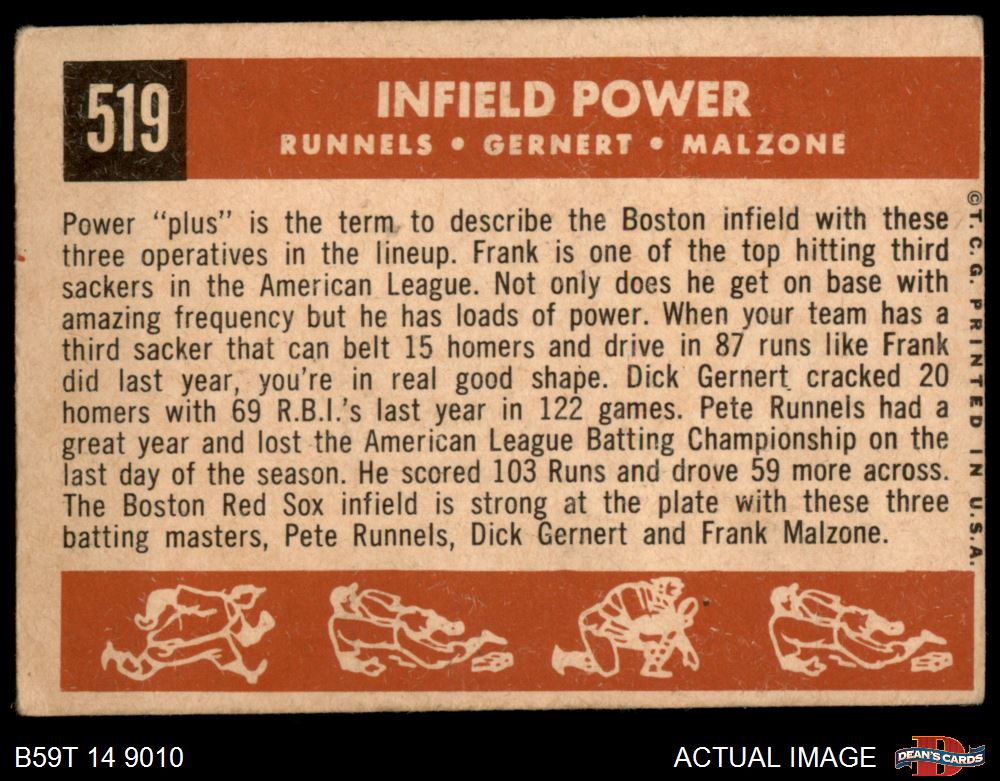 519
INFIELD POWER
RUNNELS • GERNERT • MALZONE
Power “plus” is the term to describe the Boston infield with these
three operatives in the lineup. Frank is one of the top hitting third
sackers in the American League. Not only does he get on base with
amazing frequency but he has loads of power. When your team has a
third sacker that can belt 15 homers and drive in 87 runs like Frank
did last year, you're in real good shape. Dick Gernert cracked 20
homers with 69 R.B.I.'s last year in 122 games. Pete Runnels had a
great year and lost the American League Batting Championship on the
last day of the season. He scored 103 Runs and drove 59 more across.
The Boston Red Sox infield is strong at the plate with these three
batting masters, Pete Runnels, Dick Gernert and Frank Malzone.
© T. C. G. PRINTED IN U.S.A.
B59T 14 9010
ACTUAL IMAGE
D
DEAN'S CARDS